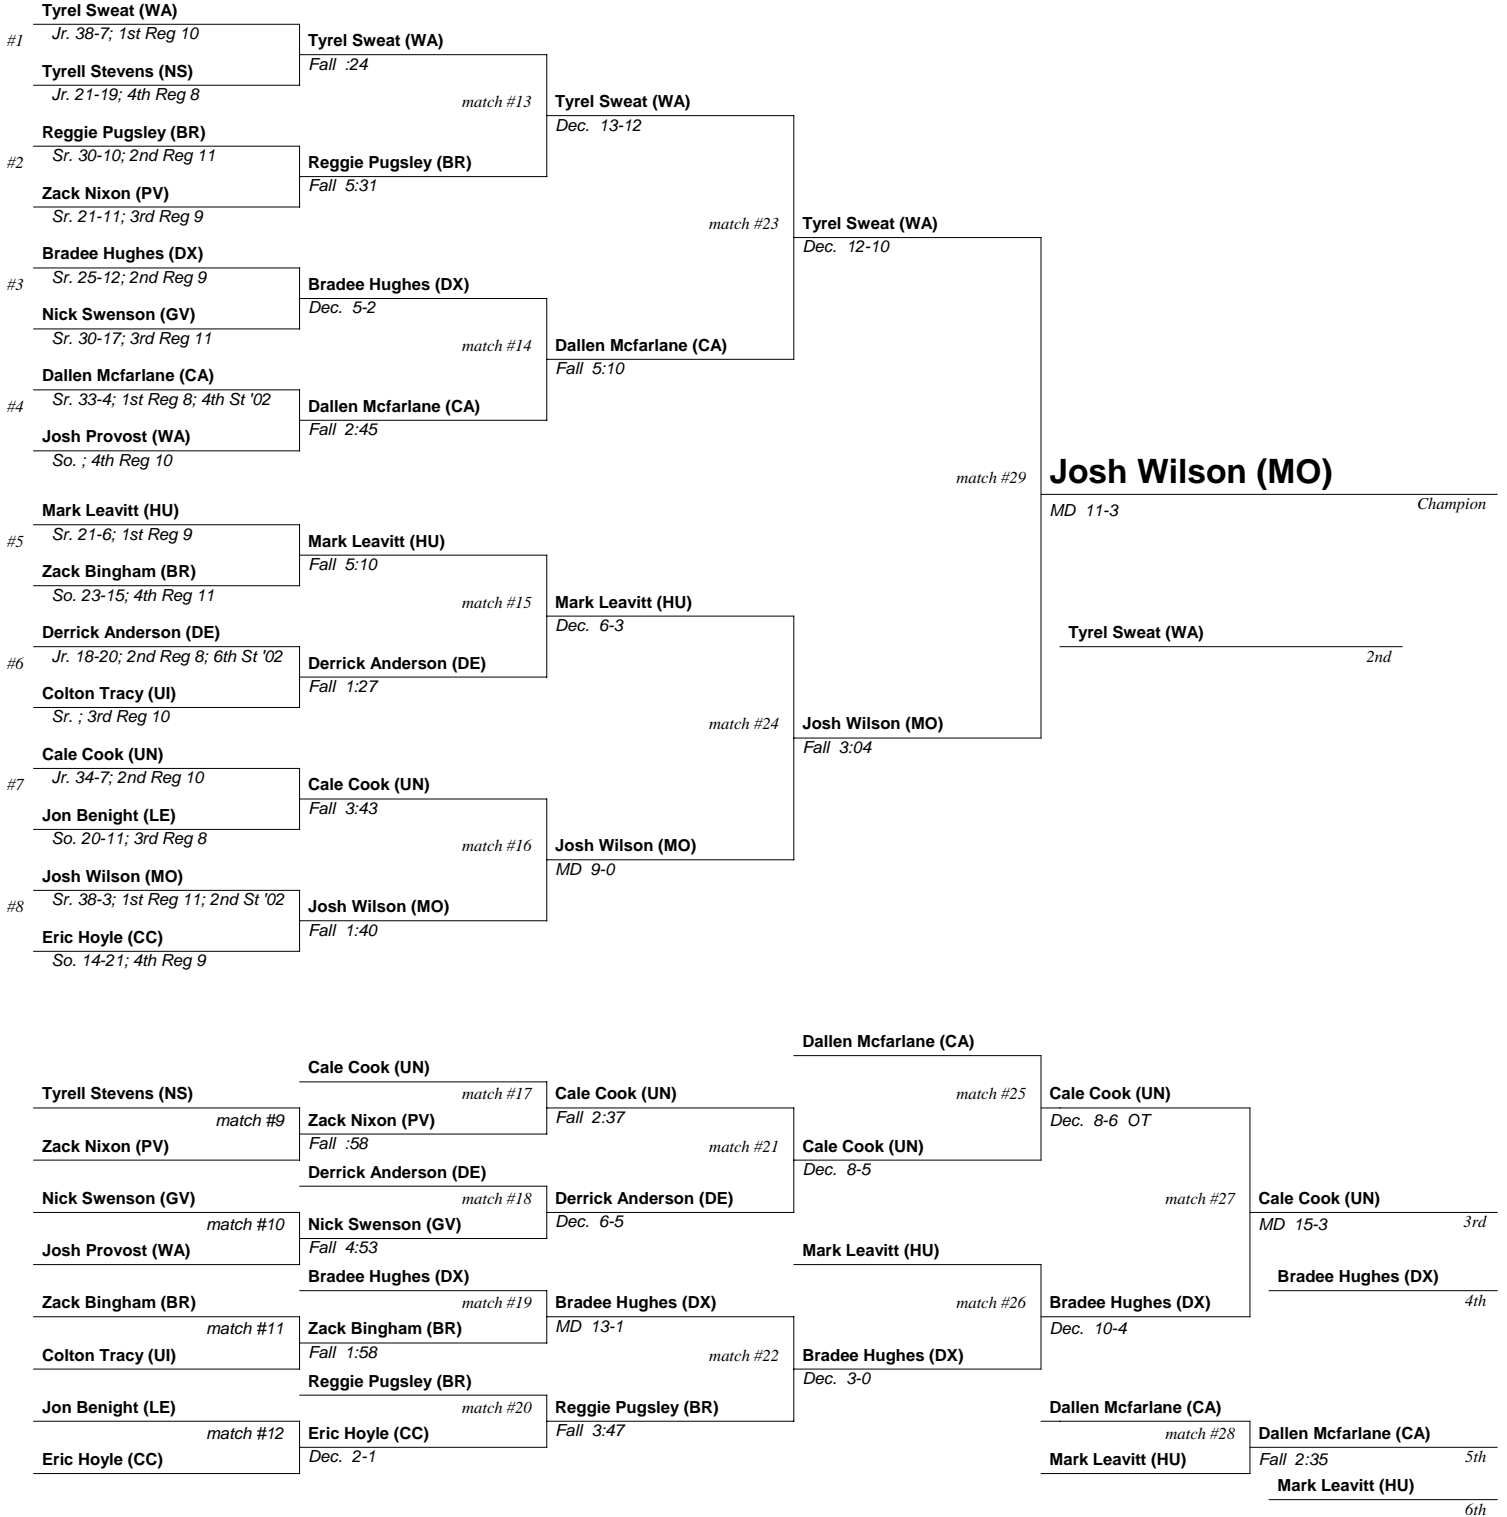 Tyrel Sweat (WA)
#1 Jr. 38-7; 1st Reg 10
Tyrel Sweat (WA)
Fall :24
Tyrell Stevens (NS)
Jr. 21-19; 4th Reg 8
match #13 Tyrel Sweat (WA)
Dec. 13-12
Reggie Pugsley (BR)
#2 Sr. 30-10; 2nd Reg 11
Reggie Pugsley (BR)
Fall 5:31
Zack Nixon (PV)
Sr. 21-11; 3rd Reg 9
match #23 Tyrel Sweat (WA)
Dec. 12-10
Bradee Hughes (DX)
#3 Sr. 25-12; 2nd Reg 9
Bradee Hughes (DX)
Dec. 5-2
Nick Swenson (GV)
Sr. 30-17; 3rd Reg 11
match #14 Dallen Mcfarlane (CA)
Fall 5:10
Dallen Mcfarlane (CA)
#4 Sr. 33-4; 1st Reg 8; 4th St '02
Dallen Mcfarlane (CA)
Fall 2:45
Josh Provost (WA)
So. ; 4th Reg 10
match #29 Josh Wilson (MO)
MD 11-3 Champion
Mark Leavitt (HU)
#5 Sr. 21-6; 1st Reg 9
Mark Leavitt (HU)
Fall 5:10
Zack Bingham (BR)
So. 23-15; 4th Reg 11
match #15 Mark Leavitt (HU)
Dec. 6-3
Derrick Anderson (DE)
#6 Jr. 18-20; 2nd Reg 8; 6th St '02
Derrick Anderson (DE)
Fall 1:27
Colton Tracy (UI)
Sr. ; 3rd Reg 10
Tyrel Sweat (WA)
2nd
match #24 Josh Wilson (MO)
Fall 3:04
Cale Cook (UN)
#7 Jr. 34-7; 2nd Reg 10
Cale Cook (UN)
Fall 3:43
Jon Benight (LE)
So. 20-11; 3rd Reg 8
match #16 Josh Wilson (MO)
MD 9-0
Josh Wilson (MO)
#8 Sr. 38-3; 1st Reg 11; 2nd St '02
Josh Wilson (MO)
Fall 1:40
Eric Hoyle (CC)
So. 14-21; 4th Reg 9
Dallen Mcfarlane (CA)
Cale Cook (UN)
Tyrell Stevens (NS) match #17 Cale Cook (UN) match #25 Cale Cook (UN)
match #9 Zack Nixon (PV) Fall 2:37 Dec. 8-6 OT
Zack Nixon (PV) Fall :58 match #21 Cale Cook (UN)
Derrick Anderson (DE) Dec. 8-5
Nick Swenson (GV) match #18 Derrick Anderson (DE) match #27 Cale Cook (UN)
match #10 Nick Swenson (GV) Dec. 6-5 MD 15-3 3rd
Josh Provost (WA) Fall 4:53 Mark Leavitt (HU)
Bradee Hughes (DX) Bradee Hughes (DX)
Zack Bingham (BR) match #19 Bradee Hughes (DX) match #26 Bradee Hughes (DX) 4th
match #11 Zack Bingham (BR) MD 13-1 Dec. 10-4
Colton Tracy (UI) Fall 1:58 match #22 Bradee Hughes (DX)
Reggie Pugsley (BR) Dec. 3-0
Jon Benight (LE) match #20 Reggie Pugsley (BR) Dallen Mcfarlane (CA)
match #12 Eric Hoyle (CC) Fall 3:47 match #28 Dallen Mcfarlane (CA)
Eric Hoyle (CC) Dec. 2-1 Mark Leavitt (HU) Fall 2:35 5th
Mark Leavitt (HU)
6th